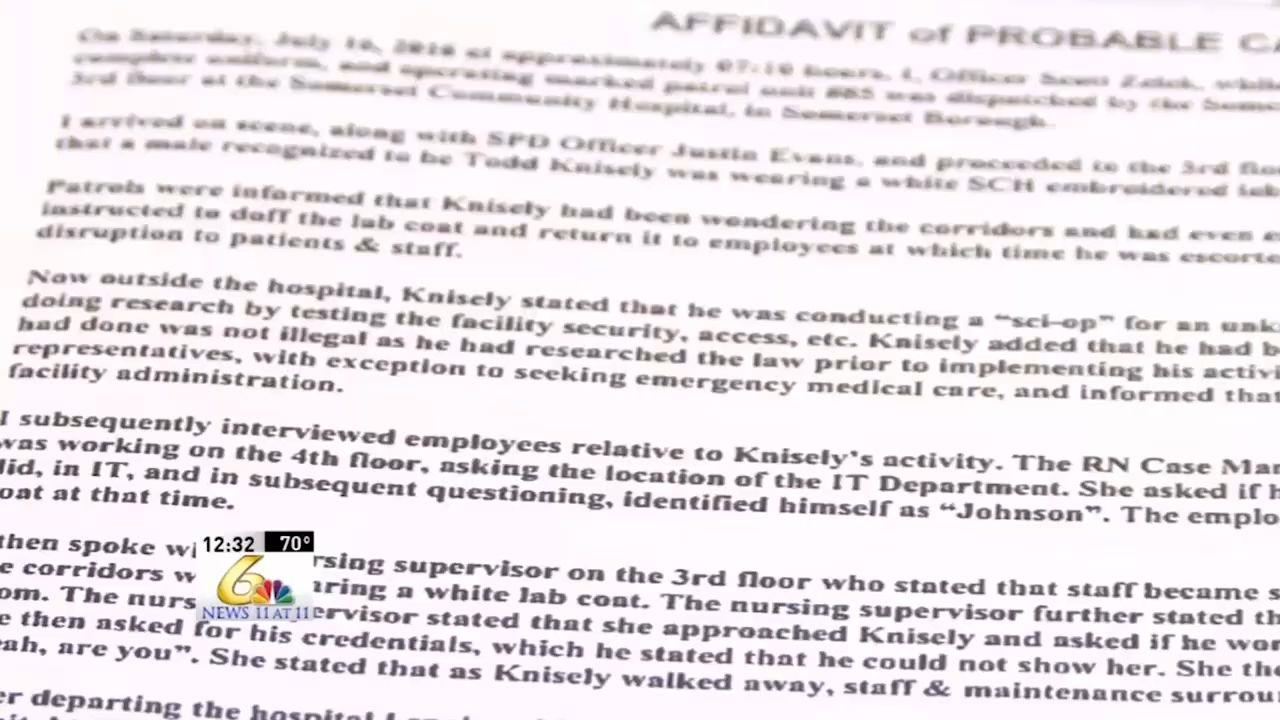 AFFIDAVIT of PROBABLE CA
On Saturday, July 16, 2016 at approximately 07:10 hours, I, Officer Scott Zelek, while
complete uniform, and operating marked patrol unit #65 was dispatched by the Some
3rd floor at the Somerset Community Hospital, in Somerset Borough.
I arrived on scene, along with SPD Officer Justin Evans, and proceeded to the 3rd floo
that a male recognized to be Todd Knisely was wearing a white SCH embroidered lab
Patrols were informed that Knisely had been wondering the corridors and had even e
instructed to doff the lab coat and return it to employees at which time he was escorte
disruption to patients & staff.
Now outside the hospital, Knisely stated that he was conducting a “sci-op” for an unk
doing research by testing the facility security, access, etc. Knisely added that he had b
had done was not illegal as he had researched the law prior to implementing his activi
representatives, with exception to seeking emergency medical care, and informed that
facility administration.
I subsequently interviewed employees relative to Knisely’s activity. The RN Case Man
was working on the 4th floor, asking the location of the IT Department. She asked if h
did, in IT, and in subsequent questioning, identified himself as “Johnson”. The emplo
oat at that time.
then spoke wi rsing supervisor on the 3rd floor who stated that staff became s
e corridors w aring a white lab coat. The nursing supervisor further stated th
om. The nurs ervisor stated that she approached Knisely and asked if he wor
e then asked for his credentials, which he stated that he could not show her. She the
eah, are you”. She stated that as Knisely walked away, staff & maintenance surrou
er departing the hospital I
12:32 70°
6
NEWS 11 AT 11